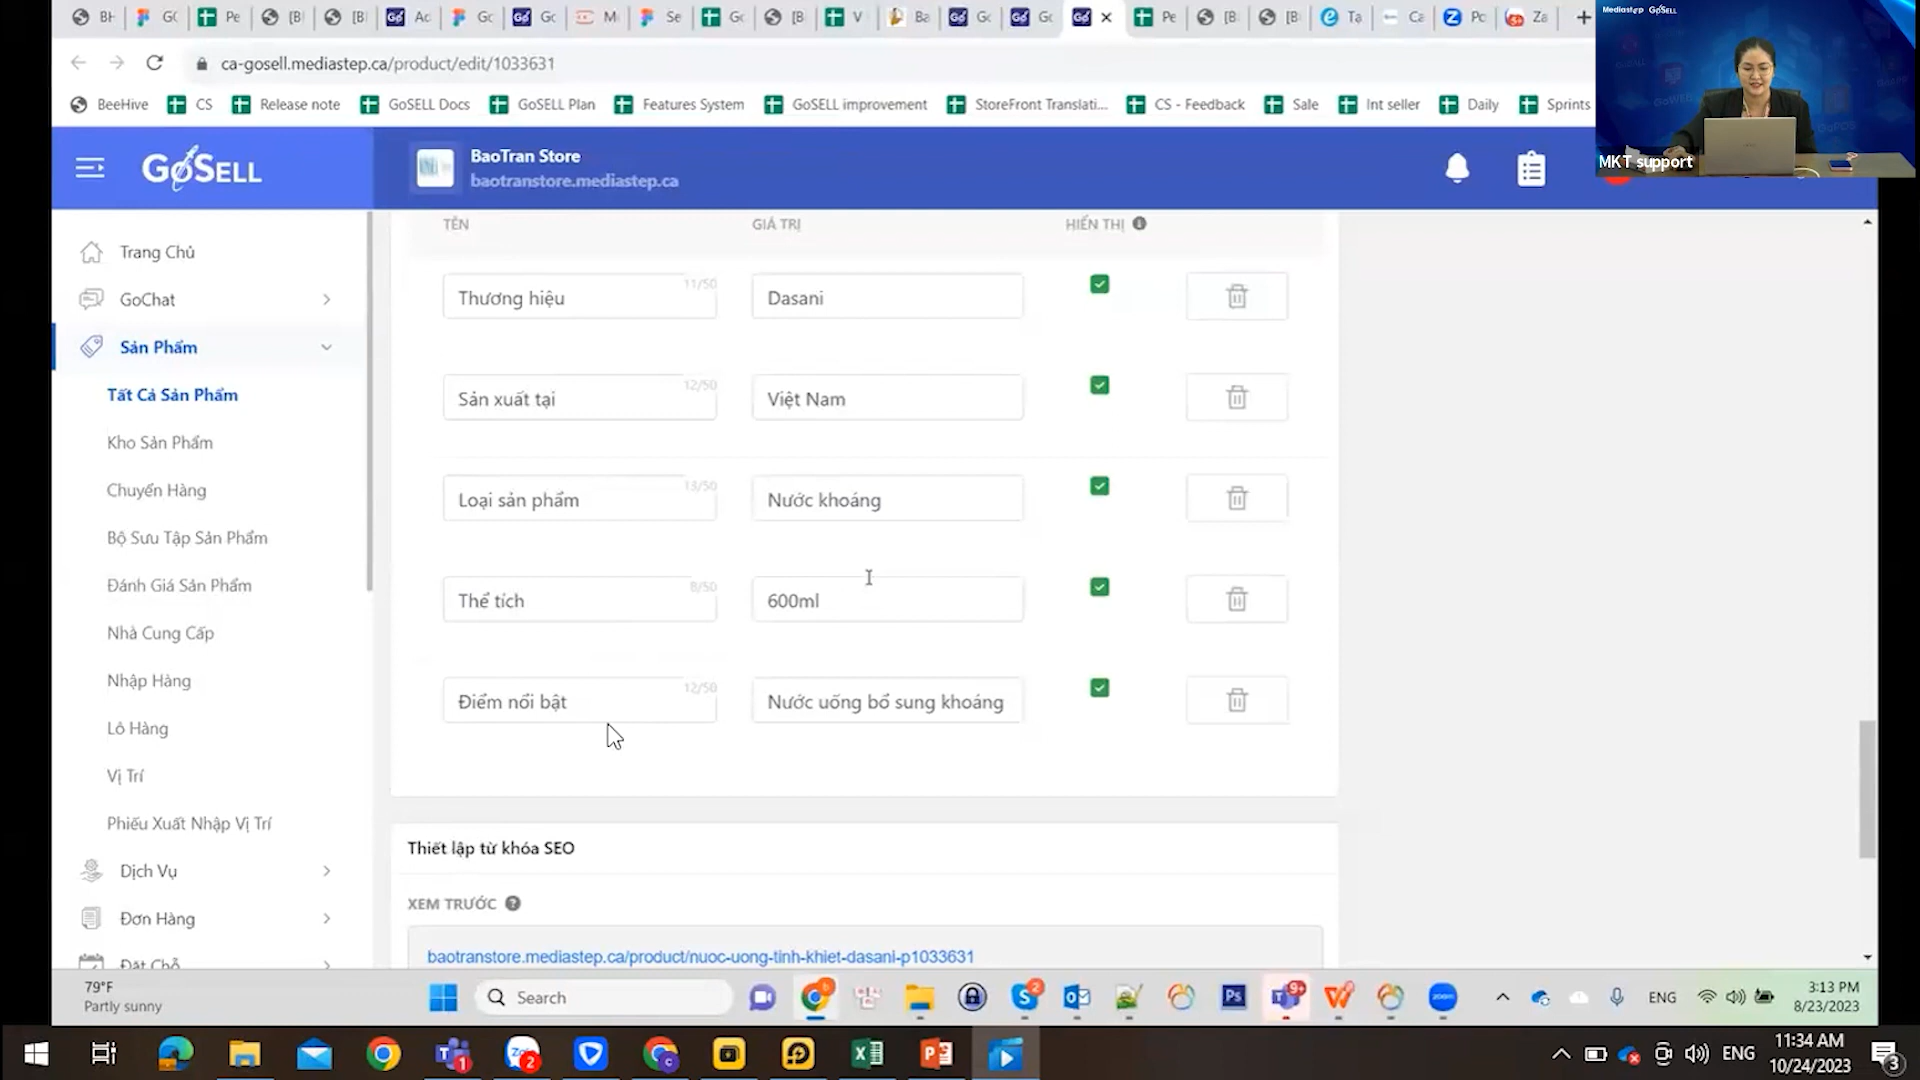 ca-gosell.mediastep.ca/product/edit/1033631
BeeHive
CS
Release note
GoSELL Docs
GoSELL Plan
Features System
GoSELL improvement
StoreFront Translati...
CS - Feedback
Sale
Int seller
Daily
Sprints
Mediastep GoSELL
MKT support
GoSELL
BaoTran Store
baotranstore.mediastep.ca
Trang Chủ
GoChat
Sản Phẩm
Tất Cả Sản Phẩm
Kho Sản Phẩm
Chuyển Hàng
Bộ Sưu Tập Sản Phẩm
Đánh Giá Sản Phẩm
Nhà Cung Cấp
Nhập Hàng
Lô Hàng
Vị Trí
Phiếu Xuất Nhập Vị Trí
Dịch Vụ
Đơn Hàng
Đặt Chỗ
TÊN
GIÁ TRỊ
HIỂN THỊ
Thương hiệu
11/50
Dasani
Sản xuất tại
12/50
Việt Nam
Loại sản phẩm
13/50
Nước khoáng
Thể tích
8/50
600ml
Điểm nổi bật
12/50
Nước uống bổ sung khoáng
Thiết lập từ khóa SEO
XEM TRƯỚC
baotranstore.mediastep.ca/product/nuoc-uong-tinh-khiet-dasani-p1033631
79°F
Partly sunny
Search
ENG
3:13 PM
8/23/2023
ENG
11:34 AM
10/24/2023